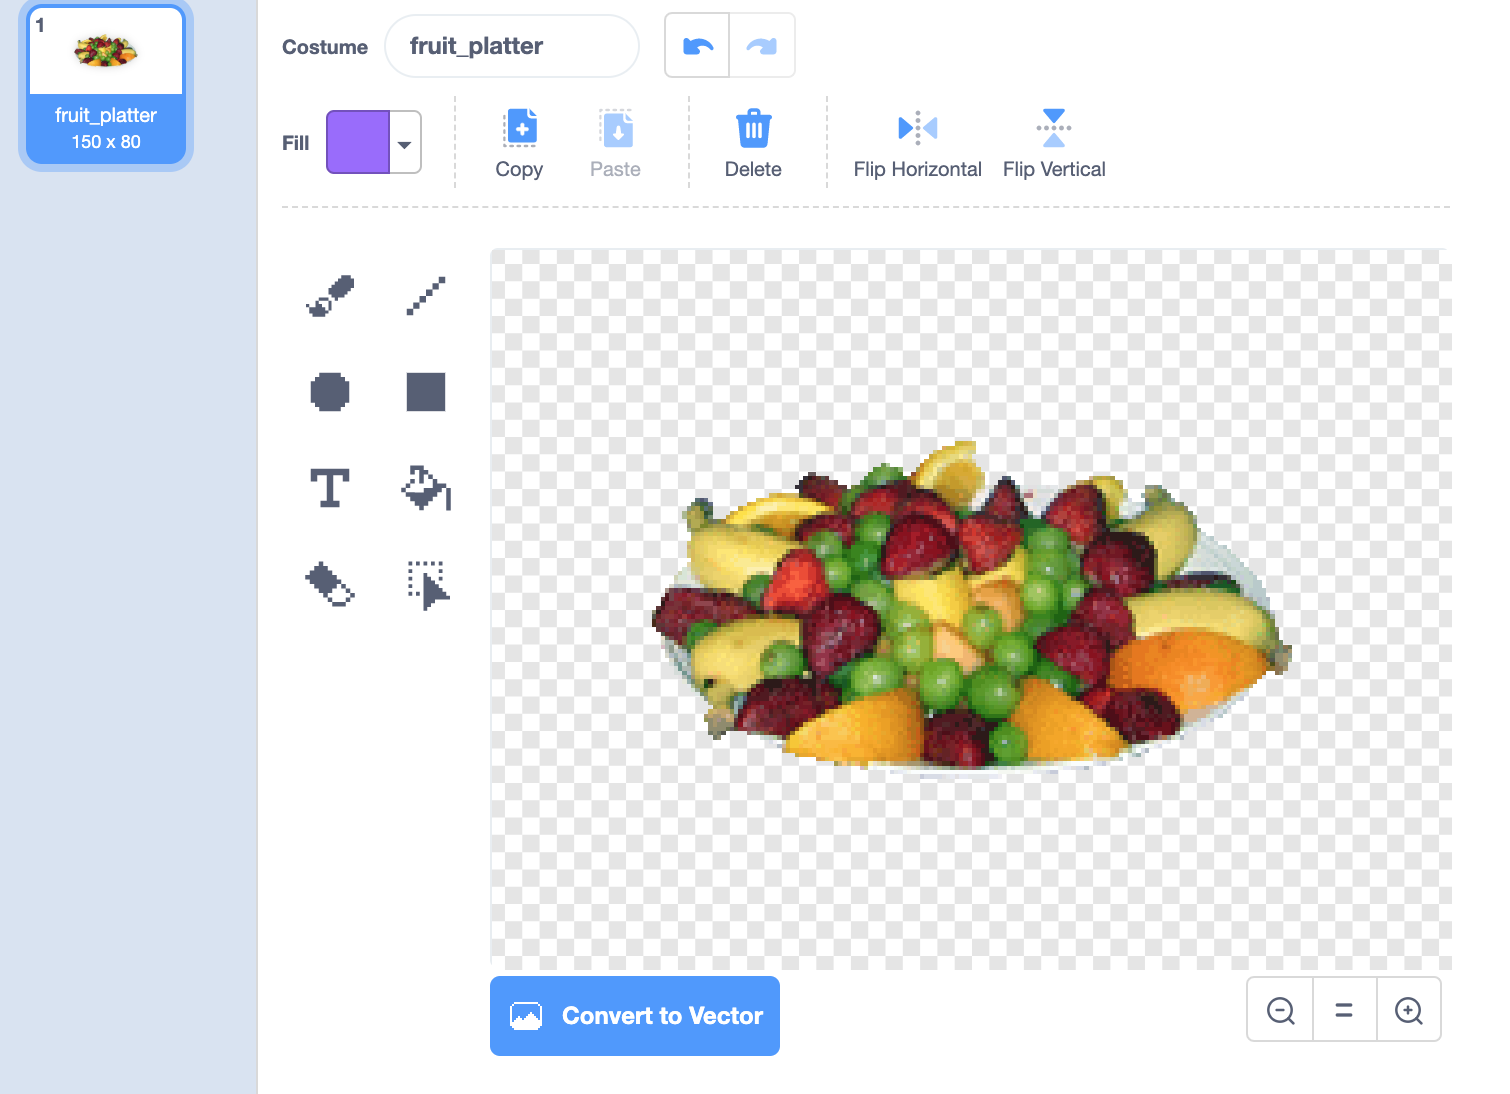 1
fruit_platter
150 x 80
Costume
fruit_platter
Fill
Copy
Paste
Delete
Flip Horizontal
Flip Vertical
T
Convert to Vector